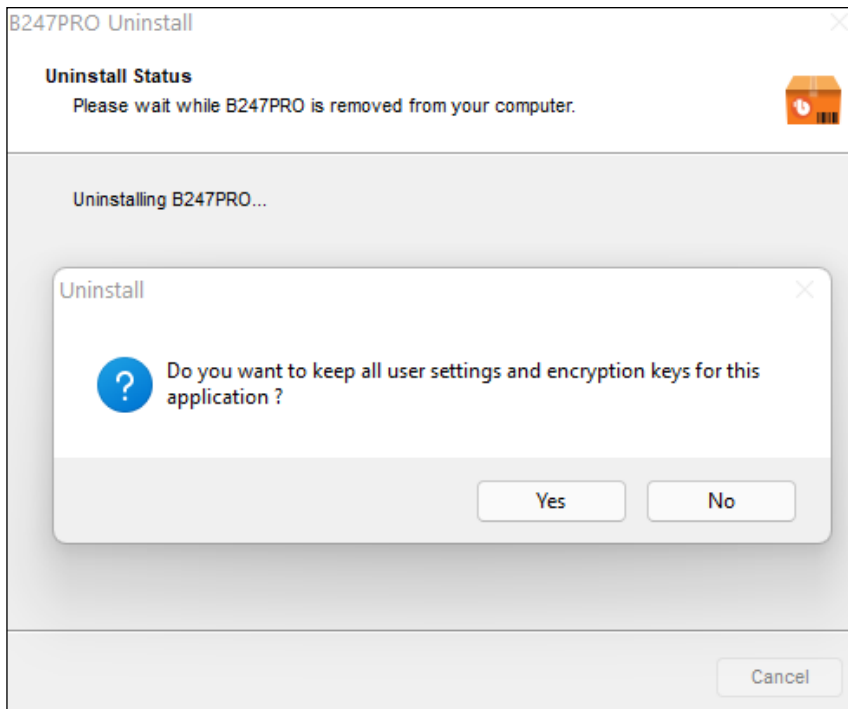 B247PRO Uninstall
Uninstall Status
Please wait while B247PRO is removed from your computer.
Uninstalling B247PRO...
Uninstall
Do you want to keep all user settings and encryption keys for this
application ?
Yes
No
Cancel